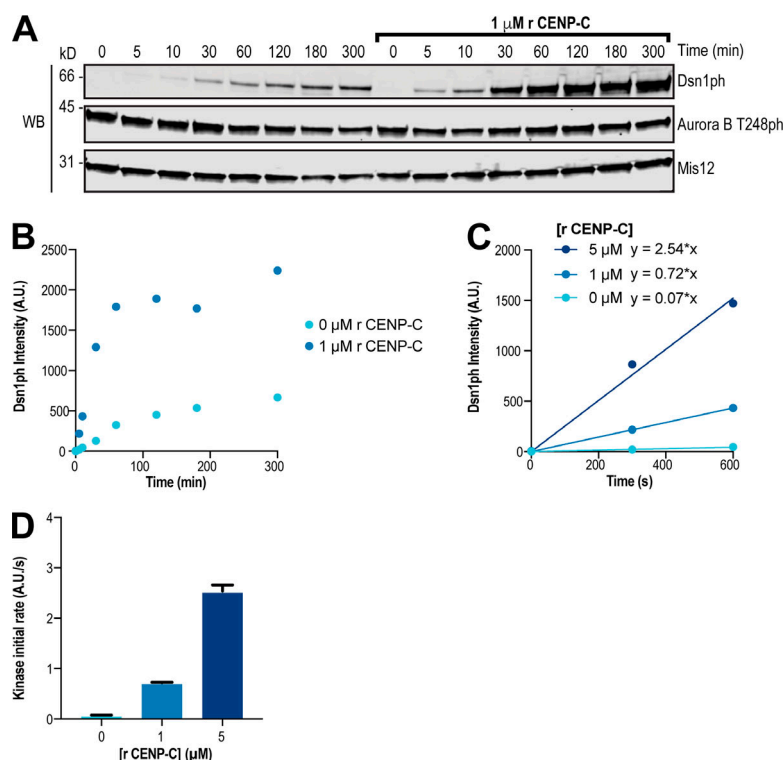 A
1 µM r CENP-C
kD 0 5 10 30 60 120 180 300 0 5 10 30 60 120 180 300 Time (min)
66 Dsn1ph
45
WB Aurora B T248ph
31 Mis12
B
2500
2000
1500
1000
500
0
0 100 200 300
Time (min)
Dsn1ph Intensity (A.U.)
0 µM r CENP-C
1 µM r CENP-C
C
[r CENP-C]
5 µM y = 2.54*x
1 µM y = 0.72*x
0 µM y = 0.07*x
2000
1500
1000
500
0
0 200 400 600
Time (s)
Dsn1ph Intensity (A.U.)
D
4
3
2
1
0
0 1 5
[r CENP-C] (µM)
Kinase initial rate (A.U./s)